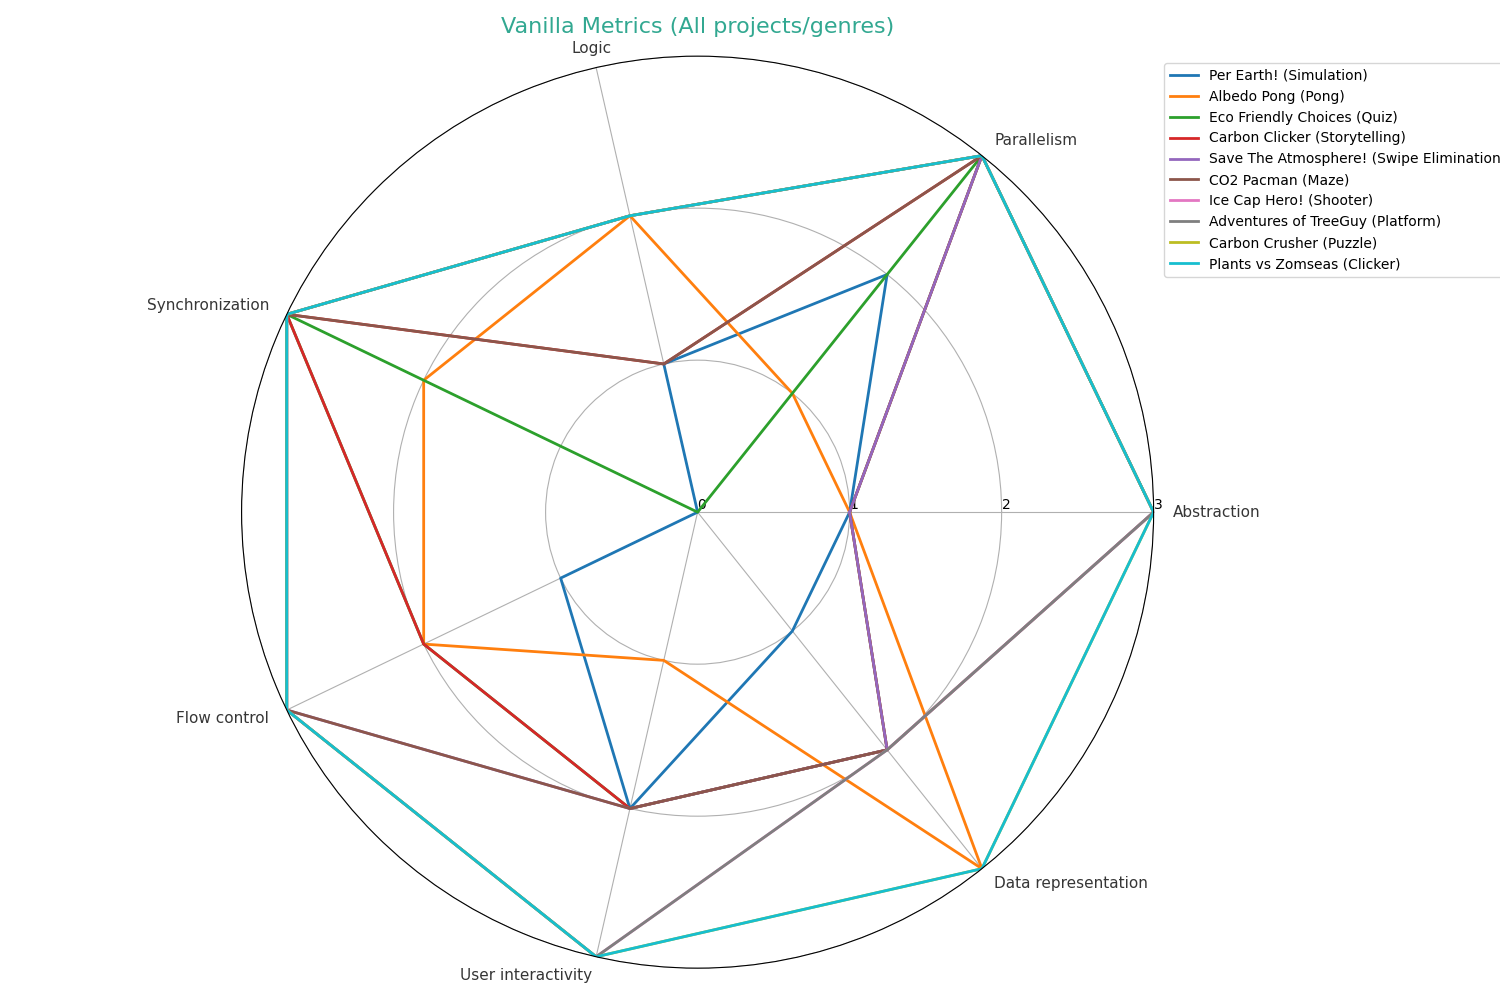 Vanilla Metrics (All projects/genres)
Logic
Parallelism
Synchronization
Abstraction
Flow control
Data representation
User interactivity
0
1
2
3
Per Earth! (Simulation)
Albedo Pong (Pong)
Eco Friendly Choices (Quiz)
Carbon Clicker (Storytelling)
Save The Atmosphere! (Swipe Elimination
CO2 Pacman (Maze)
Ice Cap Hero! (Shooter)
Adventures of TreeGuy (Platform)
Carbon Crusher (Puzzle)
Plants vs Zomseas (Clicker)